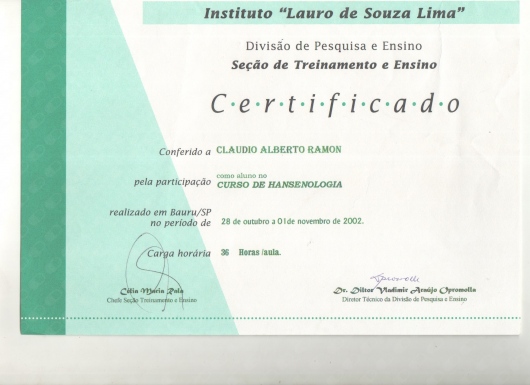 Instituto "Lauro de Souza Lima"
Divisão de Pesquisa e Ensino
Seção de Treinamento e Ensino
C·e·r·t·i·f·i·c·a·d·o
Conferido a CLAUDIO ALBERTO RAMON
pela participação como aluno no
CURSO DE HANSENOLOGIA
realizado em Bauru/SP
no período de 28 de outubro a 01 de novembro de 2002.
Carga horária 36 Horas /aula.
Célia Maria Raia
Chefe Seção Treinamento e Ensino
Dr. Diltor Vladimir Araújo Opromolla
Diretor Técnico da Divisão de Pesquisa e Ensino